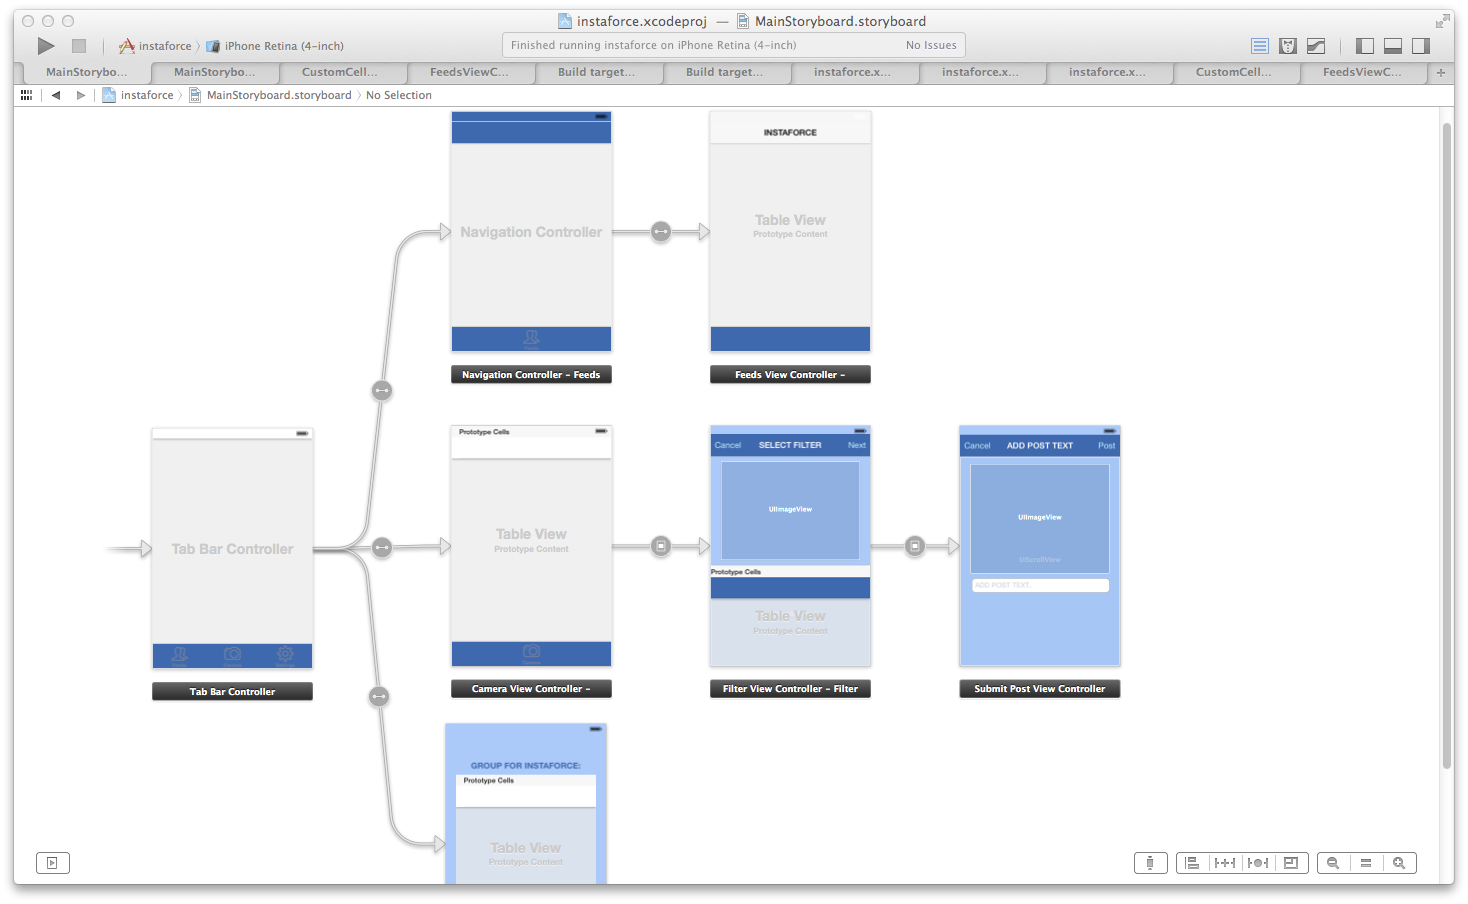 instaforce.xcodeproj — MainStoryboard.storyboard
instaforce iPhone Retina (4-inch)
Finished running instaforce on iPhone Retina (4-inch) No Issues
MainStorybo... MainStorybo... CustomCell... FeedsViewC... Build target... Build target... instaforce.x... instaforce.x... instaforce.x... CustomCell... FeedsViewC...
instaforce MainStoryboard.storyboard No Selection
INSTAFORCE
Table View
Prototype Content
Navigation Controller
Navigation Controller – Feeds
Feeds View Controller –
Prototype Cells
Cancel SELECT FILTER Next
Cancel ADD POST TEXT Post
UIImageView
UIImageView
Table View
Prototype Content
Tab Bar Controller
UIScrollView
Prototype Cells
ADD POST TEXT..
Table View
Prototype Content
Tab Bar Controller
Camera View Controller –
Filter View Controller – Filter
Submit Post View Controller
GROUP FOR INSTAFORCE:
Prototype Cells
Table View
Prototype Content